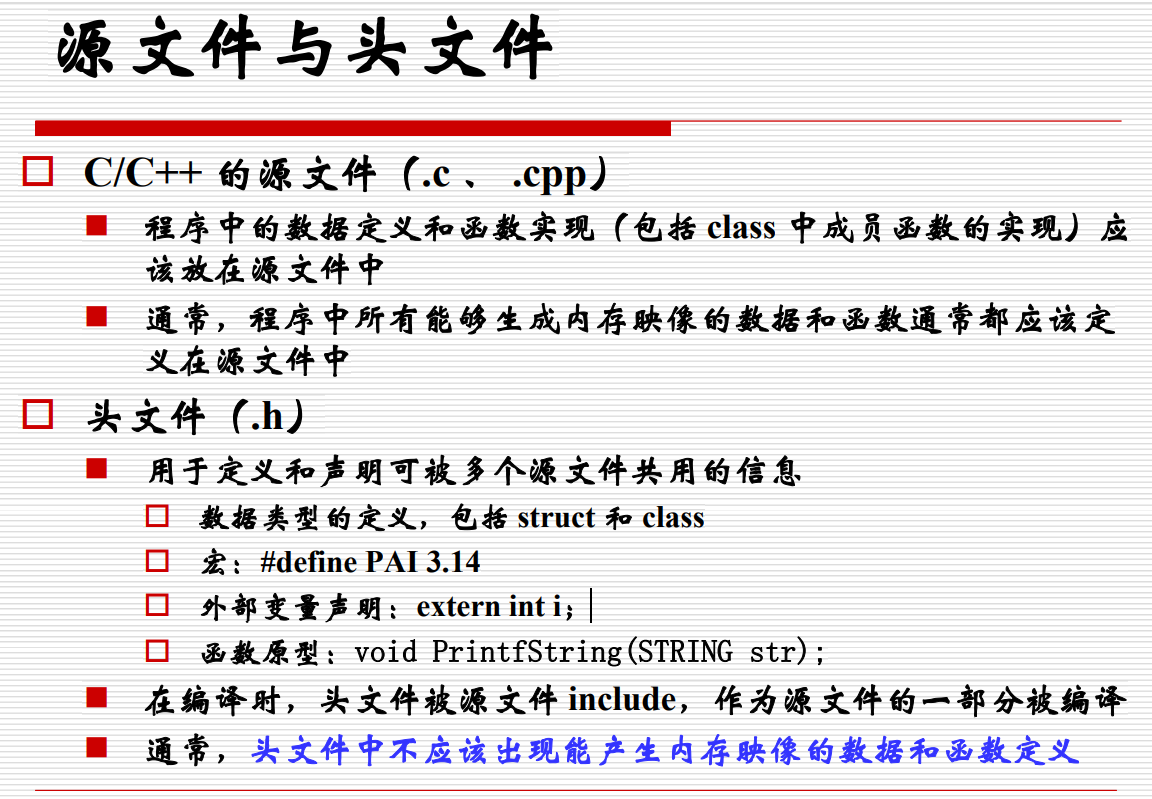 源文件与头文件
C/C++ 的源文件（.c 、 .cpp）
程序中的数据定义和函数实现（包括 class 中成员函数的实现）应
该放在源文件中
通常，程序中所有能够生成内存映像的数据和函数通常都应该定
义在源文件中
头文件（.h）
用于定义和声明可被多个源文件共用的信息
数据类型的定义，包括 struct 和 class
宏：#define PAI 3.14
外部变量声明：extern int i;
函数原型：void PrintfString(STRING str);
在编译时，头文件被源文件 include，作为源文件的一部分被编译
通常，头文件中不应该出现能产生内存映像的数据和函数定义